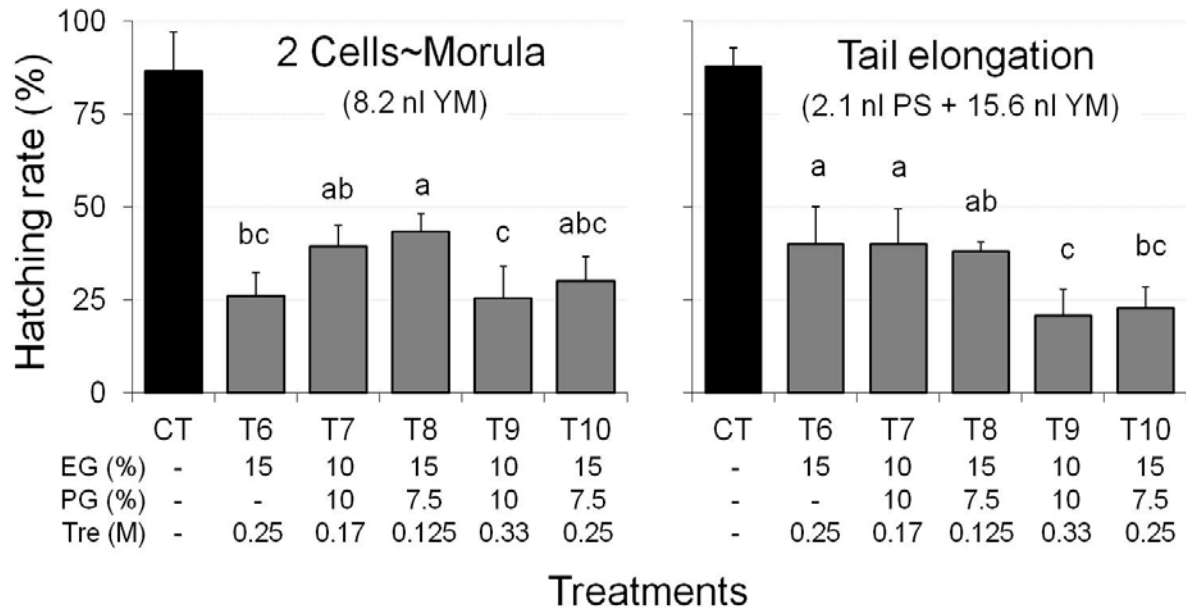 Hatching rate (%)
100
75
50
25
0
2 Cells~Morula
(8.2 nl YM)
bc
ab
a
c
abc
Tail elongation
(2.1 nl PS + 15.6 nl YM)
a
a
ab
c
bc
CT T6 T7 T8 T9 T10 CT T6 T7 T8 T9 T10
EG (%) - 15 10 15 10 15 - 15 10 15 10 15
PG (%) - - 10 7.5 10 7.5 - - 10 7.5 10 7.5
Tre (M) - 0.25 0.17 0.125 0.33 0.25 - 0.25 0.17 0.125 0.33 0.25
Treatments